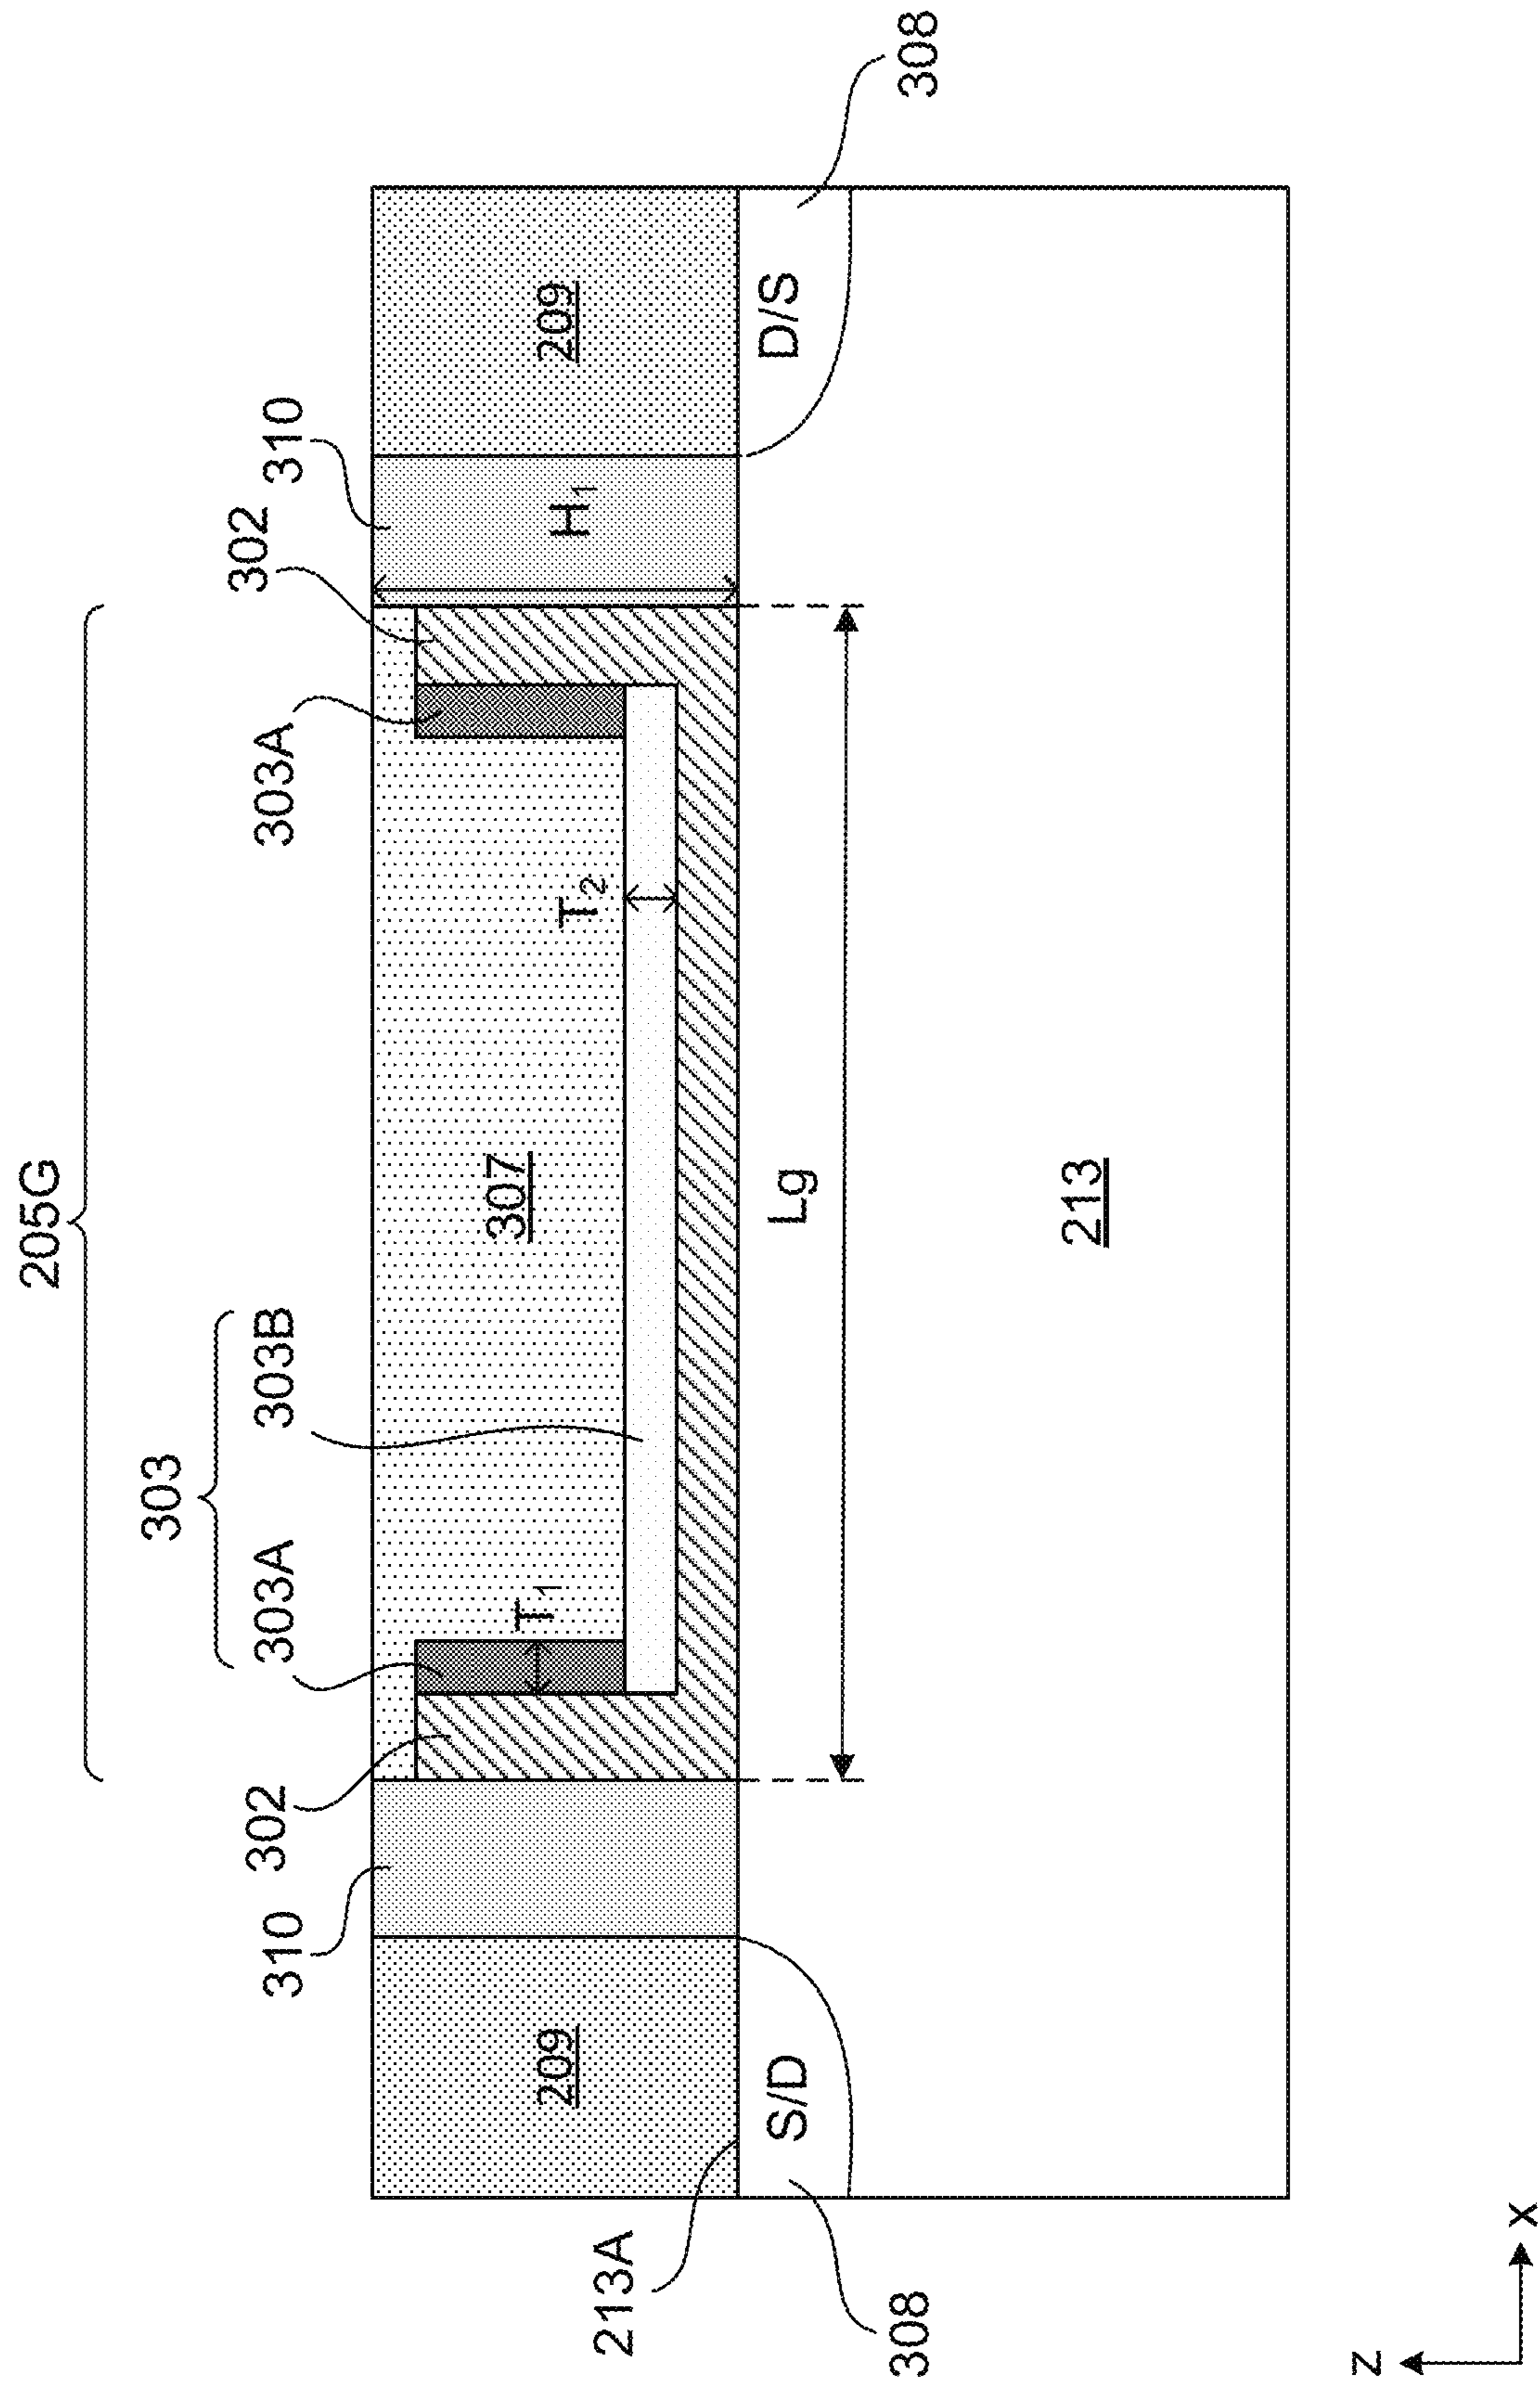 205G
303
310 302 303A 303B 303A 302 310
209 T₁ 307 T₂ H₁ 209
213A
S/D Lg D/S
308 308
213
Z
X